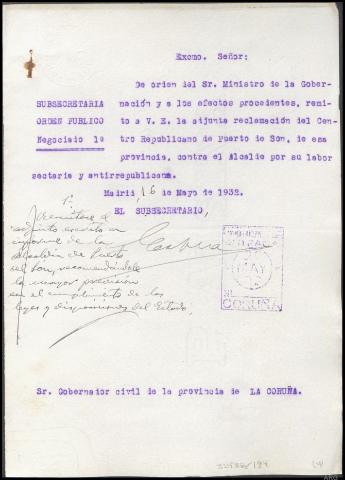 Excmo. Señor:
De orden del Sr. Ministro de la Gober-
SUBSECRETARIA
nación y a los efectos procedentes, remi-
ORDEN PUBLICO
to a V. E. la adjunta reclamación del Cen-
Negociado 1º
tro Republicano de Puerto de Son, de esa
provincia, contra el Alcalde por su labor
sectaria y antirrepublicana.
Madrid, 16 de Mayo de 1932.
EL SUBSECRETARIO,
remítase el
adjunto escrito a
informe de la
Alcaldía de Puerto
del Son, recomendándole
la mayor precisión
en el cumplimiento de las
leyes y disposiciones del Estado,
MAY
CORUÑA
Sr. Gobernador civil de la provincia de LA CORUÑA.